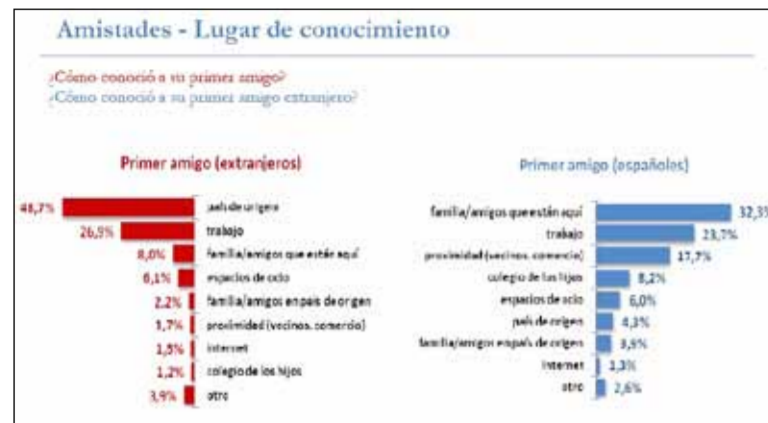 Amistades - Lugar de conocimiento
¿Cómo conoció a su primer amigo?
¿Cómo conoció a su primer amigo extranjero?
Primer amigo (extranjeros)
48,7% país de origen
26,9% trabajo
8,0% familia/amigos que están aquí
6,1% espacios de ocio
2,2% familia/amigos en país de origen
1,7% proximidad (vecinos, comercio)
1,5% internet
1,2% colegio de los hijos
3,9% otro
Primer amigo (españoles)
familia/amigos que están aquí 32,3%
trabajo 23,7%
proximidad (vecinos, comercio) 17,7%
colegio de los hijos 8,2%
espacios de ocio 6,0%
país de origen 4,3%
familia/amigos en país de origen 3,9%
internet 1,3%
otro 2,6%